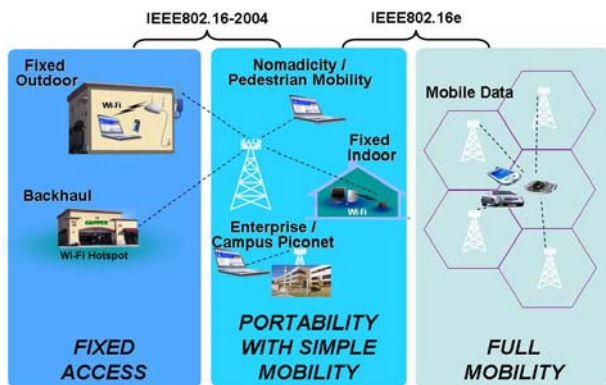 IEEE802.16-2004
IEEE802.16e
Fixed
Outdoor
Wi-Fi
Backhaul
Wi-Fi Hotspot
FIXED
ACCESS
Nomadicity /
Pedestrian Mobility
Fixed
Indoor
Wi-Fi
Enterprise /
Campus Piconet
PORTABILITY
WITH SIMPLE
MOBILITY
Mobile Data
FULL
MOBILITY